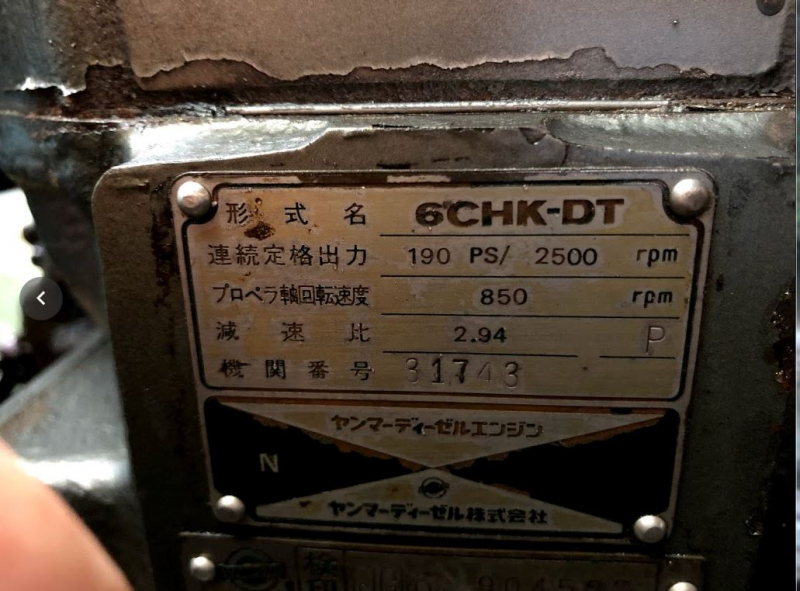 形式名 6CHK-DT
連続定格出力 190 PS/ 2500 rpm
プロペラ軸回転速度 850 rpm
減速比 2.94 P
機関番号 31743
ヤンマーディーゼルエンジン
N
ヤンマーディーゼル株式会社
検印